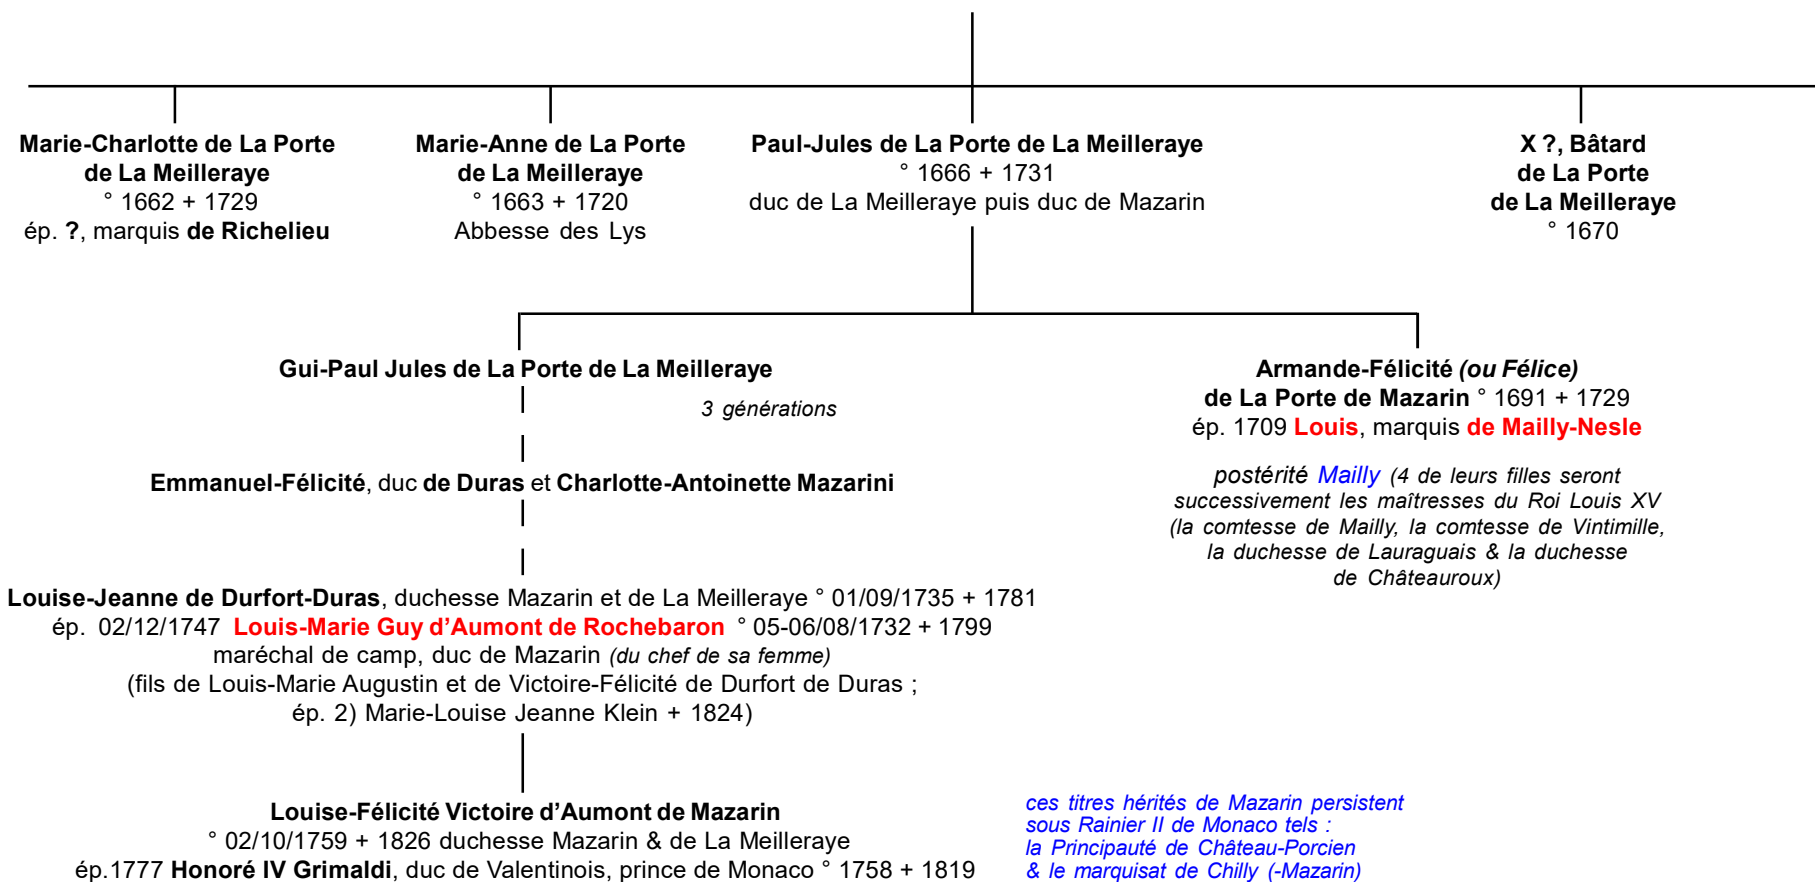 Marie-Charlotte de La Porte
de La Meilleraye
° 1662 + 1729
ép. ?, marquis de Richelieu
Marie-Anne de La Porte
de La Meilleraye
° 1663 + 1720
Abbesse des Lys
Paul-Jules de La Porte de La Meilleraye
° 1666 + 1731
duc de La Meilleraye puis duc de Mazarin
X ?, Bâtard
de La Porte
de La Meilleraye
° 1670
Gui-Paul Jules de La Porte de La Meilleraye
3 générations
Emmanuel-Félicité, duc de Duras et Charlotte-Antoinette Mazarini
Armande-Félicité (ou Félice)
de La Porte de Mazarin ° 1691 + 1729
ép. 1709 Louis, marquis de Mailly-Nesle
postérité Mailly (4 de leurs filles seront
successivement les maîtresses du Roi Louis XV
(la comtesse de Mailly, la comtesse de Vintimille,
la duchesse de Lauraguais & la duchesse
de Châteauroux)
Louise-Jeanne de Durfort-Duras, duchesse Mazarin et de La Meilleraye ° 01/09/1735 + 1781
ép. 02/12/1747 Louis-Marie Guy d'Aumont de Rochebaron ° 05-06/08/1732 + 1799
maréchal de camp, duc de Mazarin (du chef de sa femme)
(fils de Louis-Marie Augustin et de Victoire-Félicité de Durfort de Duras ;
ép. 2) Marie-Louise Jeanne Klein + 1824)
Louise-Félicité Victoire d'Aumont de Mazarin
° 02/10/1759 + 1826 duchesse Mazarin & de La Meilleraye
ép.1777 Honoré IV Grimaldi, duc de Valentinois, prince de Monaco ° 1758 + 1819
ces titres hérités de Mazarin persistent
sous Rainier II de Monaco tels :
la Principauté de Château-Porcien
& le marquisat de Chilly (-Mazarin)